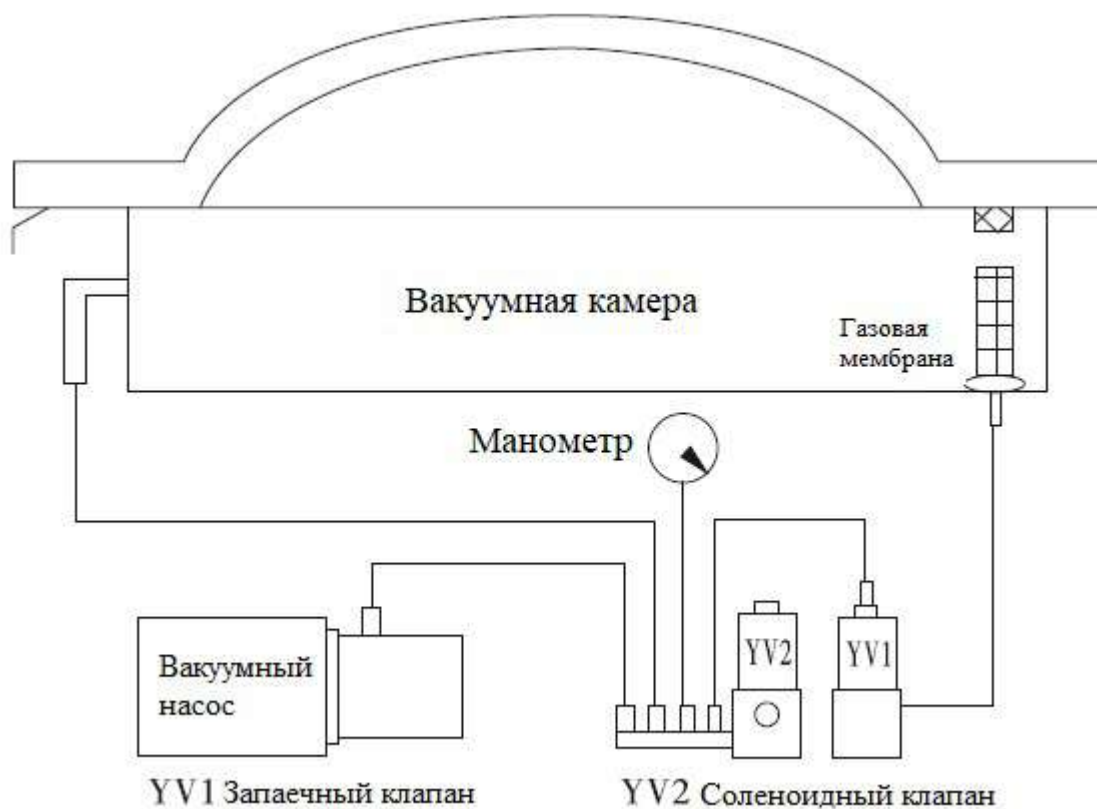 Вакуумная камера
Газовая
мембрана
Манометр
Вакуумный
насос
YV2
YV1
YV1 Запаечный клапан
YV2 Соленоидный клапан